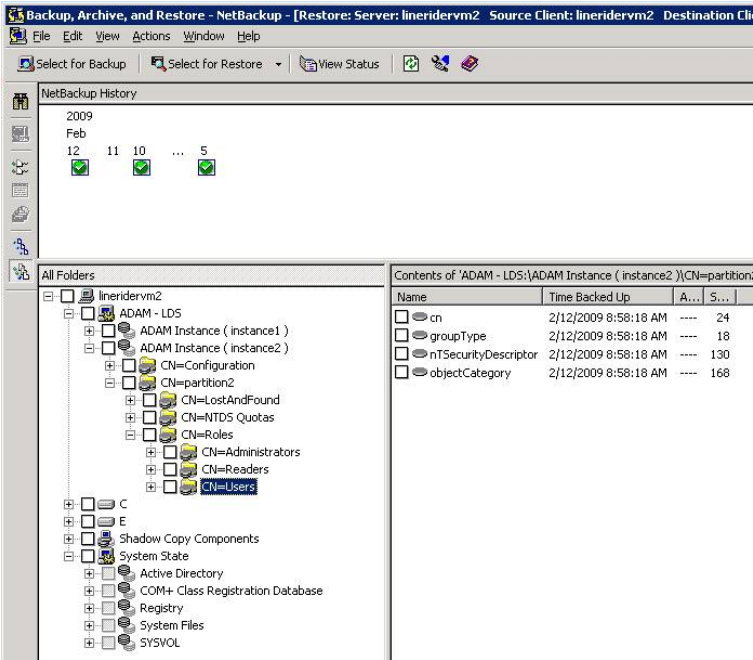 Backup, Archive, and Restore - NetBackup - [Restore: Server: lineridervm2 Source Client: lineridervm2 Destination Cli
File Edit View Actions Window Help
Select for Backup Select for Restore View Status
NetBackup History
2009
Feb
12 11 10 ... 5
All Folders
Contents of 'ADAM - LDS:\ADAM Instance ( instance2 )\CN=partition2
Name Time Backed Up A... S...
lineridervm2
ADAM - LDS
ADAM Instance ( instance1 )
ADAM Instance ( instance2 )
CN=Configuration
CN=partition2
CN=LostAndFound
CN=NTDS Quotas
CN=Roles
CN=Administrators
CN=Readers
CN=Users
C
E
Shadow Copy Components
System State
Active Directory
COM+ Class Registration Database
Registry
System Files
SYSVOL
cn 2/12/2009 8:58:18 AM ---- 24
groupType 2/12/2009 8:58:18 AM ---- 18
nTSecurityDescriptor 2/12/2009 8:58:18 AM ---- 130
objectCategory 2/12/2009 8:58:18 AM ---- 168